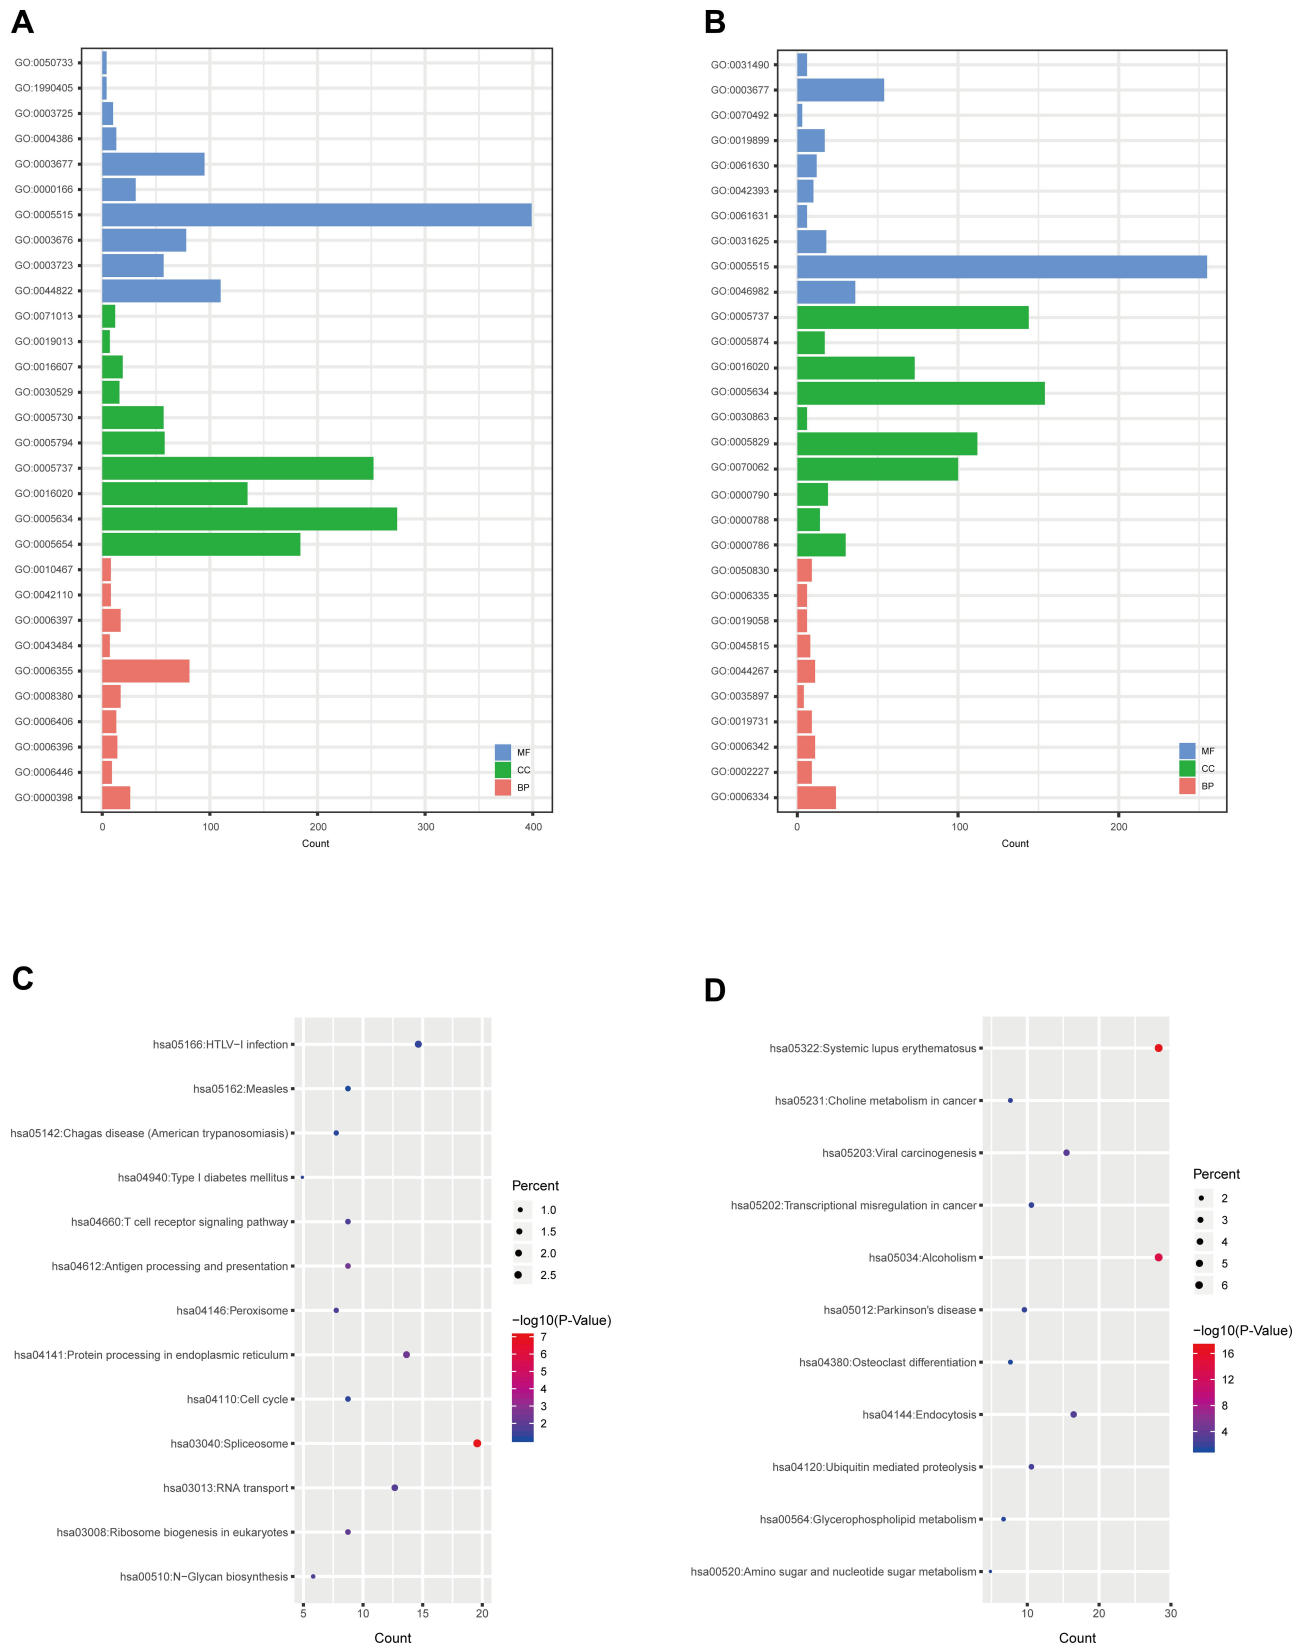 A
GO:0050733
GO:1990405
GO:0003725
GO:0004386
GO:0003677
GO:0000166
GO:0005515
GO:0003676
GO:0003723
GO:0044822
GO:0071013
GO:0019013
GO:0016607
GO:0030529
GO:0005730
GO:0005794
GO:0005737
GO:0016020
GO:0005634
GO:0005654
GO:0010467
GO:0042110
GO:0006397
GO:0043484
GO:0006355
GO:0008380
GO:0006406
GO:0006396
GO:0006446
GO:0000398
MF
CC
BP
0 100 200 300 400
Count
B
GO:0031490
GO:0003677
GO:0070492
GO:0019899
GO:0061630
GO:0042393
GO:0061631
GO:0031625
GO:0005515
GO:0046982
GO:0005737
GO:0005874
GO:0016020
GO:0005634
GO:0030863
GO:0005829
GO:0070062
GO:0000790
GO:0000788
GO:0000786
GO:0050830
GO:0006335
GO:0019058
GO:0045815
GO:0044267
GO:0035897
GO:0019731
GO:0006342
GO:0002227
GO:0006334
MF
CC
BP
0 100 200
Count
C
hsa05166:HTLV−I infection
hsa05162:Measles
hsa05142:Chagas disease (American trypanosomiasis)
hsa04940:Type I diabetes mellitus
hsa04660:T cell receptor signaling pathway
hsa04612:Antigen processing and presentation
hsa04146:Peroxisome
hsa04141:Protein processing in endoplasmic reticulum
hsa04110:Cell cycle
hsa03040:Spliceosome
hsa03013:RNA transport
hsa03008:Ribosome biogenesis in eukaryotes
hsa00510:N−Glycan biosynthesis
5 10 15 20
Count
Percent
1.0
1.5
2.0
2.5
−log10(P-Value)
7
6
5
4
3
2
D
hsa05322:Systemic lupus erythematosus
hsa05231:Choline metabolism in cancer
hsa05203:Viral carcinogenesis
hsa05202:Transcriptional misregulation in cancer
hsa05034:Alcoholism
hsa05012:Parkinson's disease
hsa04380:Osteoclast differentiation
hsa04144:Endocytosis
hsa04120:Ubiquitin mediated proteolysis
hsa00564:Glycerophospholipid metabolism
hsa00520:Amino sugar and nucleotide sugar metabolism
10 20 30
Count
Percent
2
3
4
5
6
−log10(P-Value)
16
12
8
4